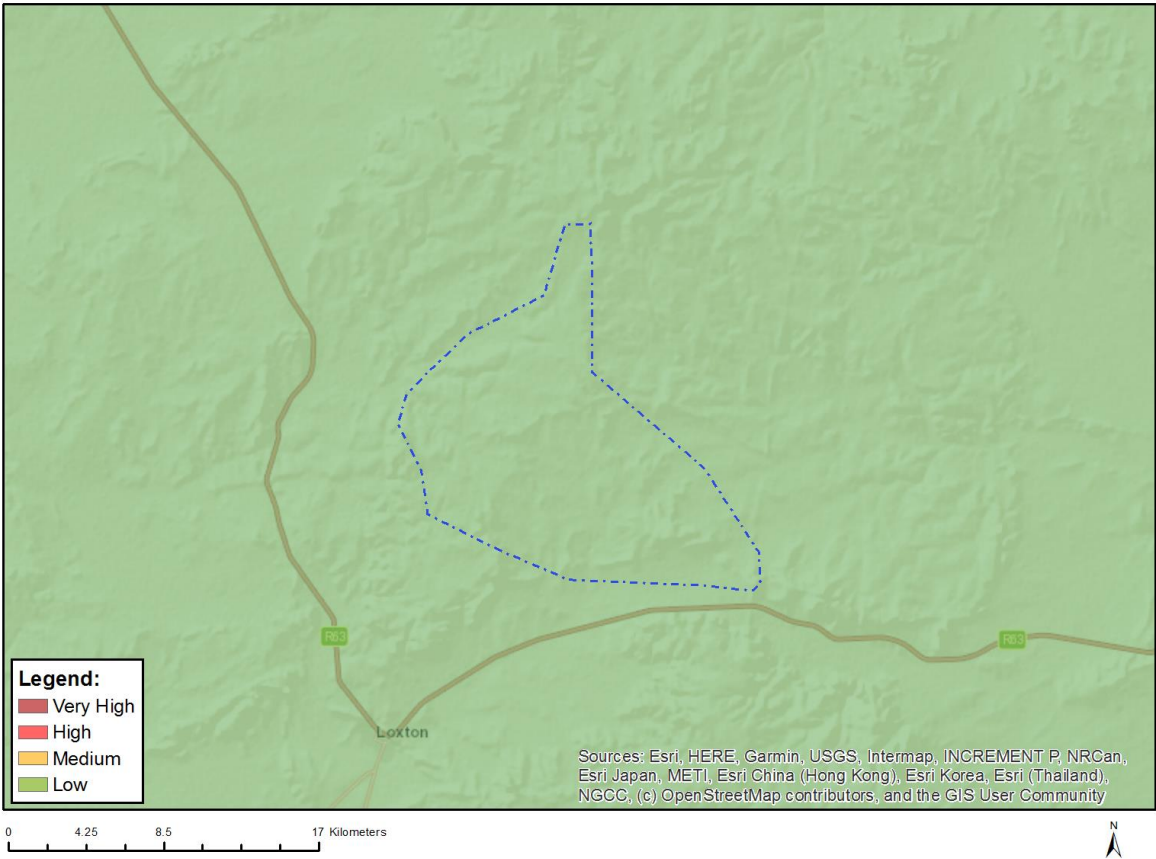 R63
R63
Loxton
Legend:
Very High
High
Medium
Low
Sources: Esri, HERE, Garmin, USGS, Intermap, INCREMENT P, NRCan,
Esri Japan, METI, Esri China (Hong Kong), Esri Korea, Esri (Thailand),
NGCC, (c) OpenStreetMap contributors, and the GIS User Community
0 4.25 8.5 17 Kilometers
N